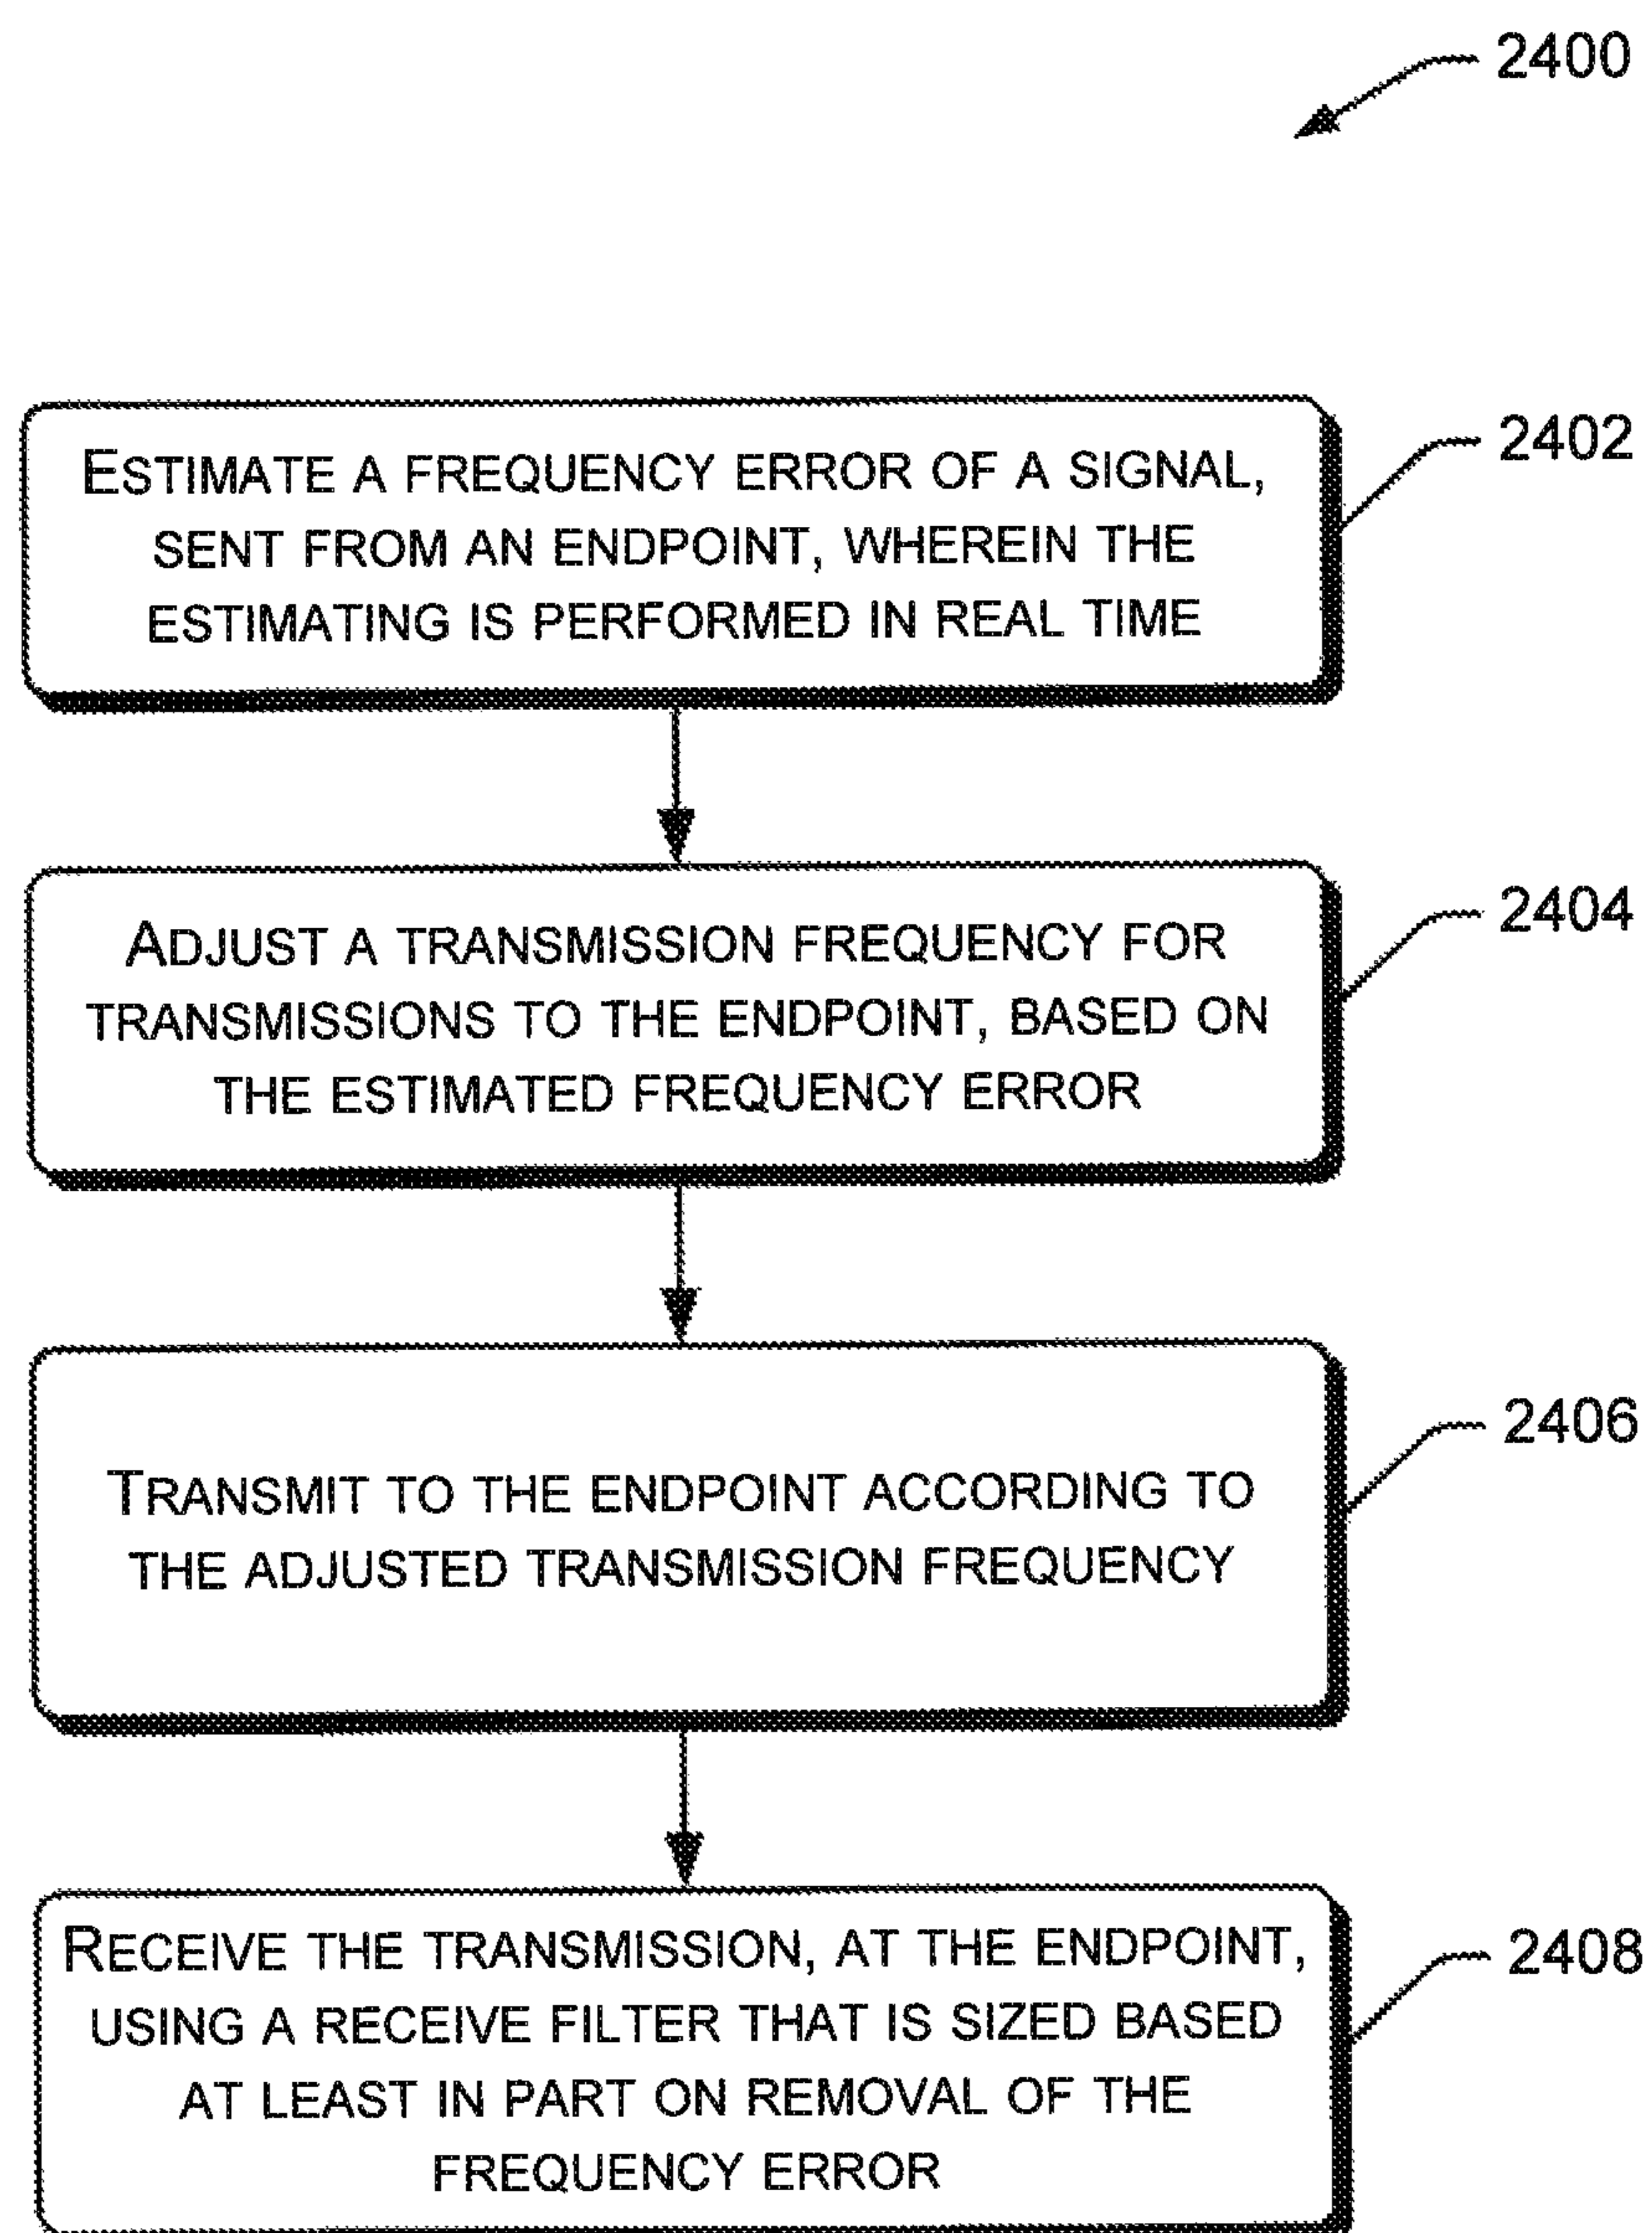 2400
ESTIMATE A FREQUENCY ERROR OF A SIGNAL,
SENT FROM AN ENDPOINT, WHEREIN THE
ESTIMATING IS PERFORMED IN REAL TIME
2402
ADJUST A TRANSMISSION FREQUENCY FOR
TRANSMISSIONS TO THE ENDPOINT, BASED ON
THE ESTIMATED FREQUENCY ERROR
2404
TRANSMIT TO THE ENDPOINT ACCORDING TO
THE ADJUSTED TRANSMISSION FREQUENCY
2406
RECEIVE THE TRANSMISSION, AT THE ENDPOINT,
USING A RECEIVE FILTER THAT IS SIZED BASED
AT LEAST IN PART ON REMOVAL OF THE
FREQUENCY ERROR
2408